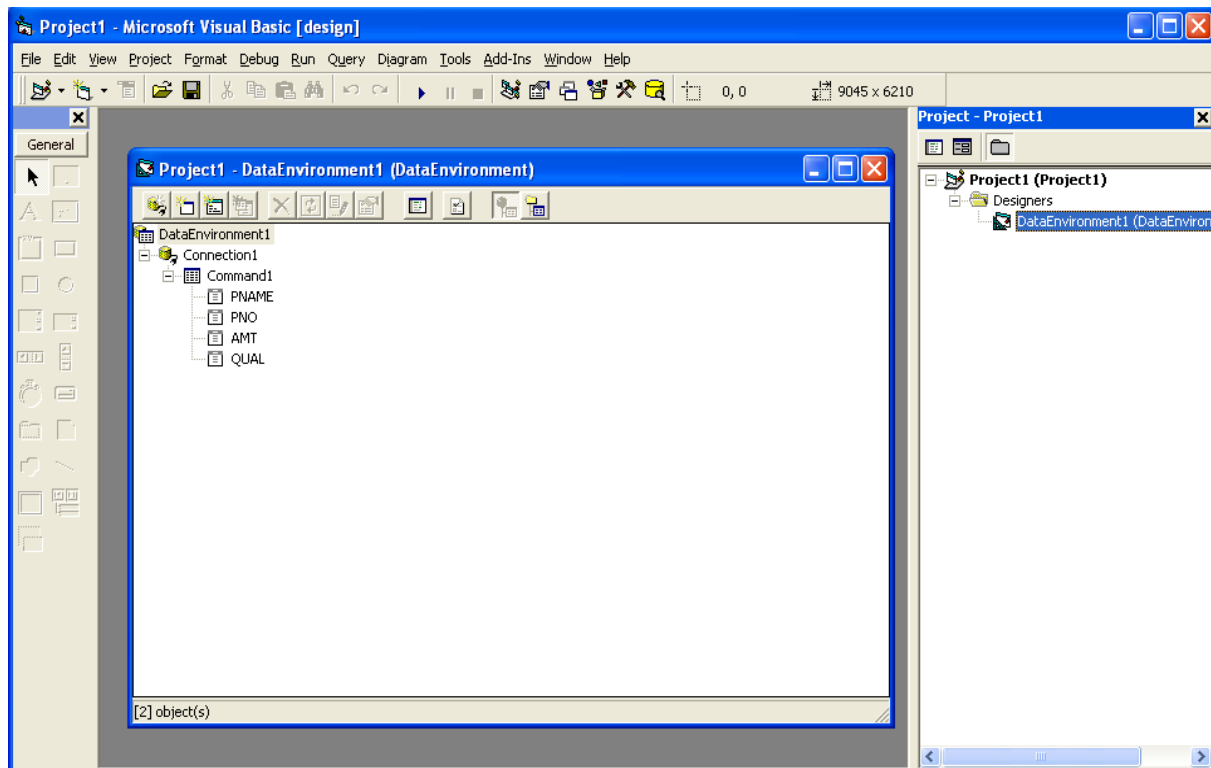 Project1 - Microsoft Visual Basic [design]
File Edit View Project Format Debug Run Query Diagram Tools Add-Ins Window Help
0, 0 9045 x 6210
General
Project1 - DataEnvironment1 (DataEnvironment)
DataEnvironment1
Connection1
Command1
PNAME
PNO
AMT
QUAL
[2] object(s)
Project - Project1
Project1 (Project1)
Designers
DataEnvironment1 (DataEnviron